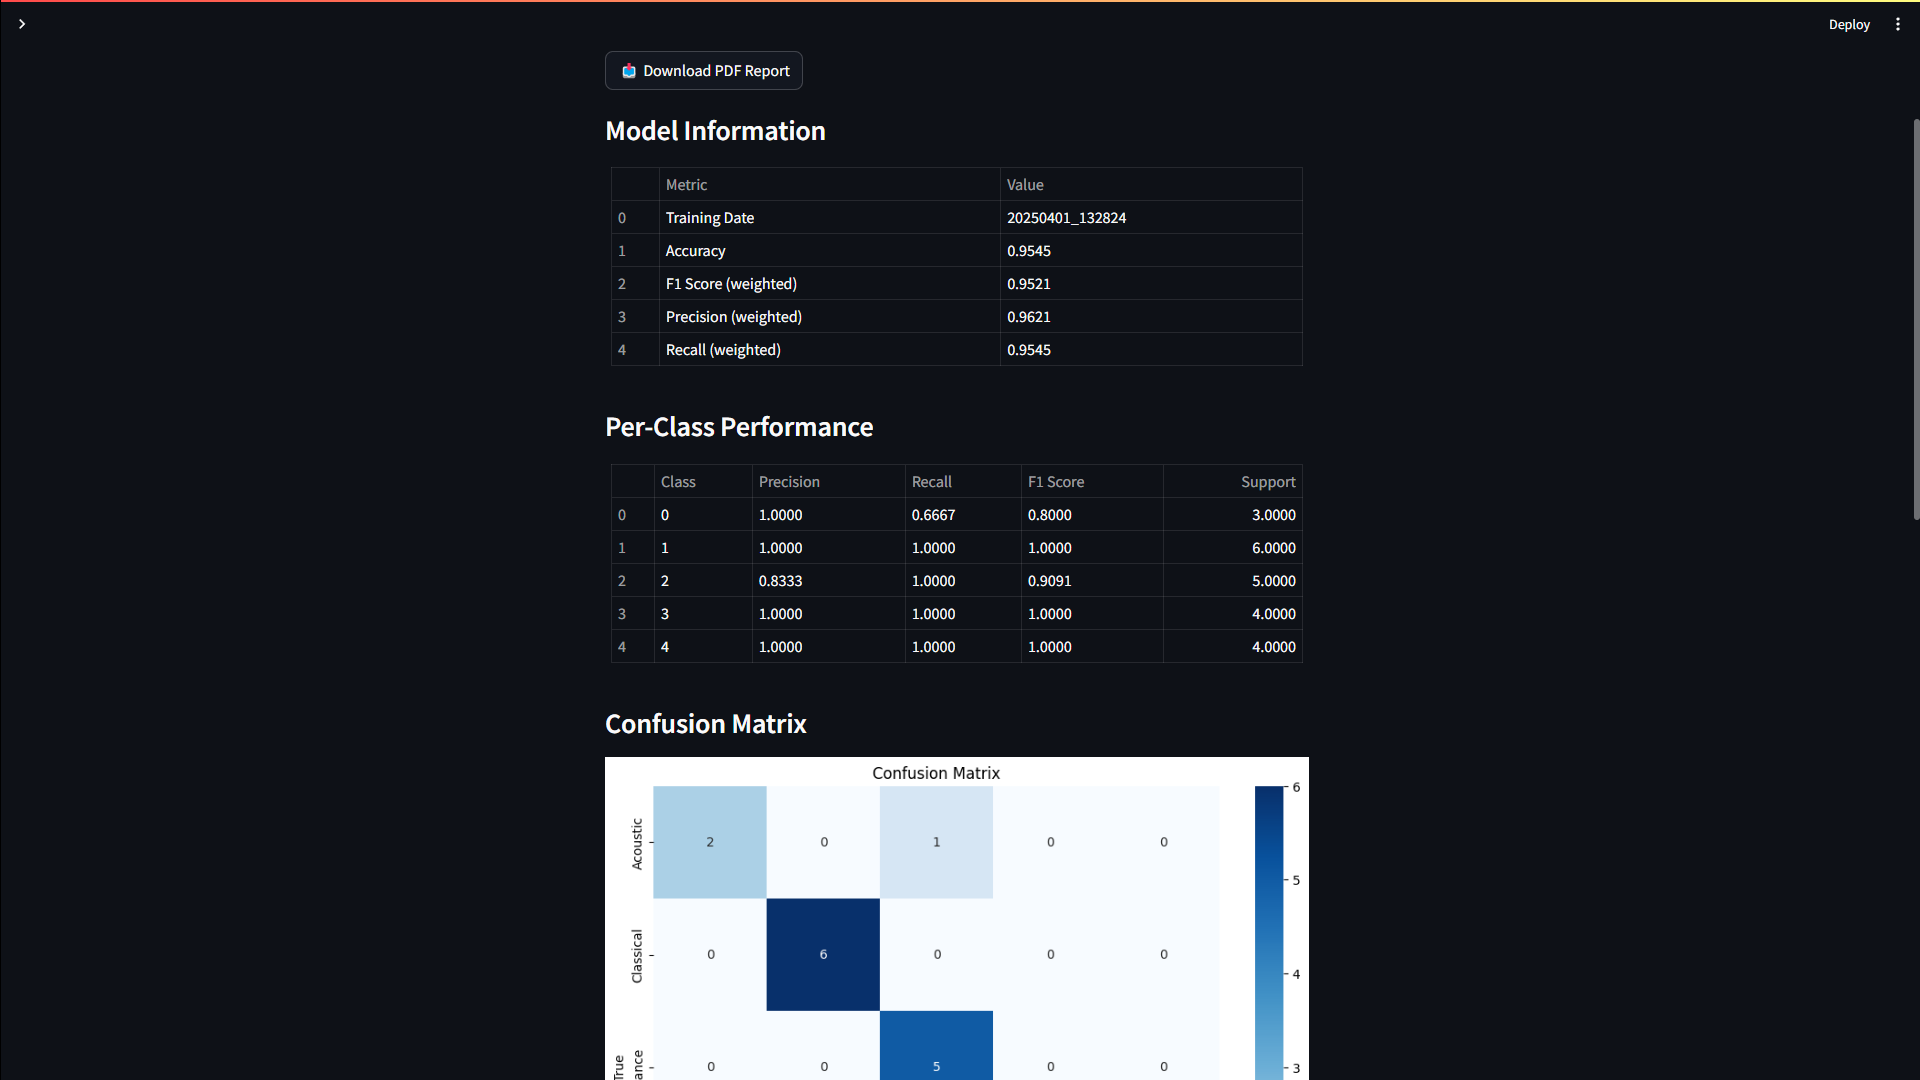 Deploy
Download PDF Report
Model Information
Metric Value
0 Training Date 20250401_132824
1 Accuracy 0.9545
2 F1 Score (weighted) 0.9521
3 Precision (weighted) 0.9621
4 Recall (weighted) 0.9545
Per-Class Performance
Class Precision Recall F1 Score Support
0 0 1.0000 0.6667 0.8000 3.0000
1 1 1.0000 1.0000 1.0000 6.0000
2 2 0.8333 1.0000 0.9091 5.0000
3 3 1.0000 1.0000 1.0000 4.0000
4 4 1.0000 1.0000 1.0000 4.0000
Confusion Matrix
Confusion Matrix
Acoustic 2 0 1 0 0
Classical 0 6 0 0 0
True
ance 0 0 5 0 0
6
5
4
3